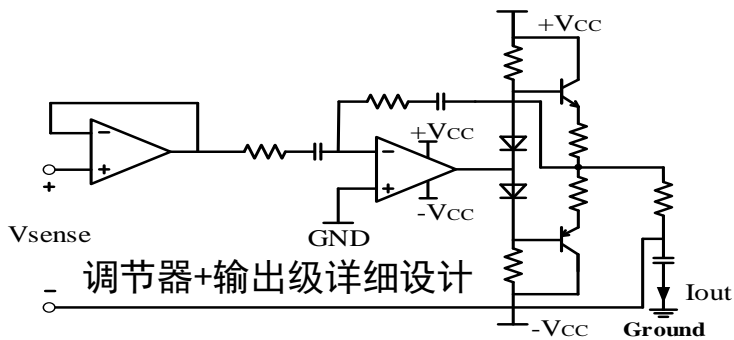 +VCC
−
+
+
Vsense
−
+VCC
−
+
-VCC
GND
调节器+输出级详细设计
-VCC
Iout
Ground